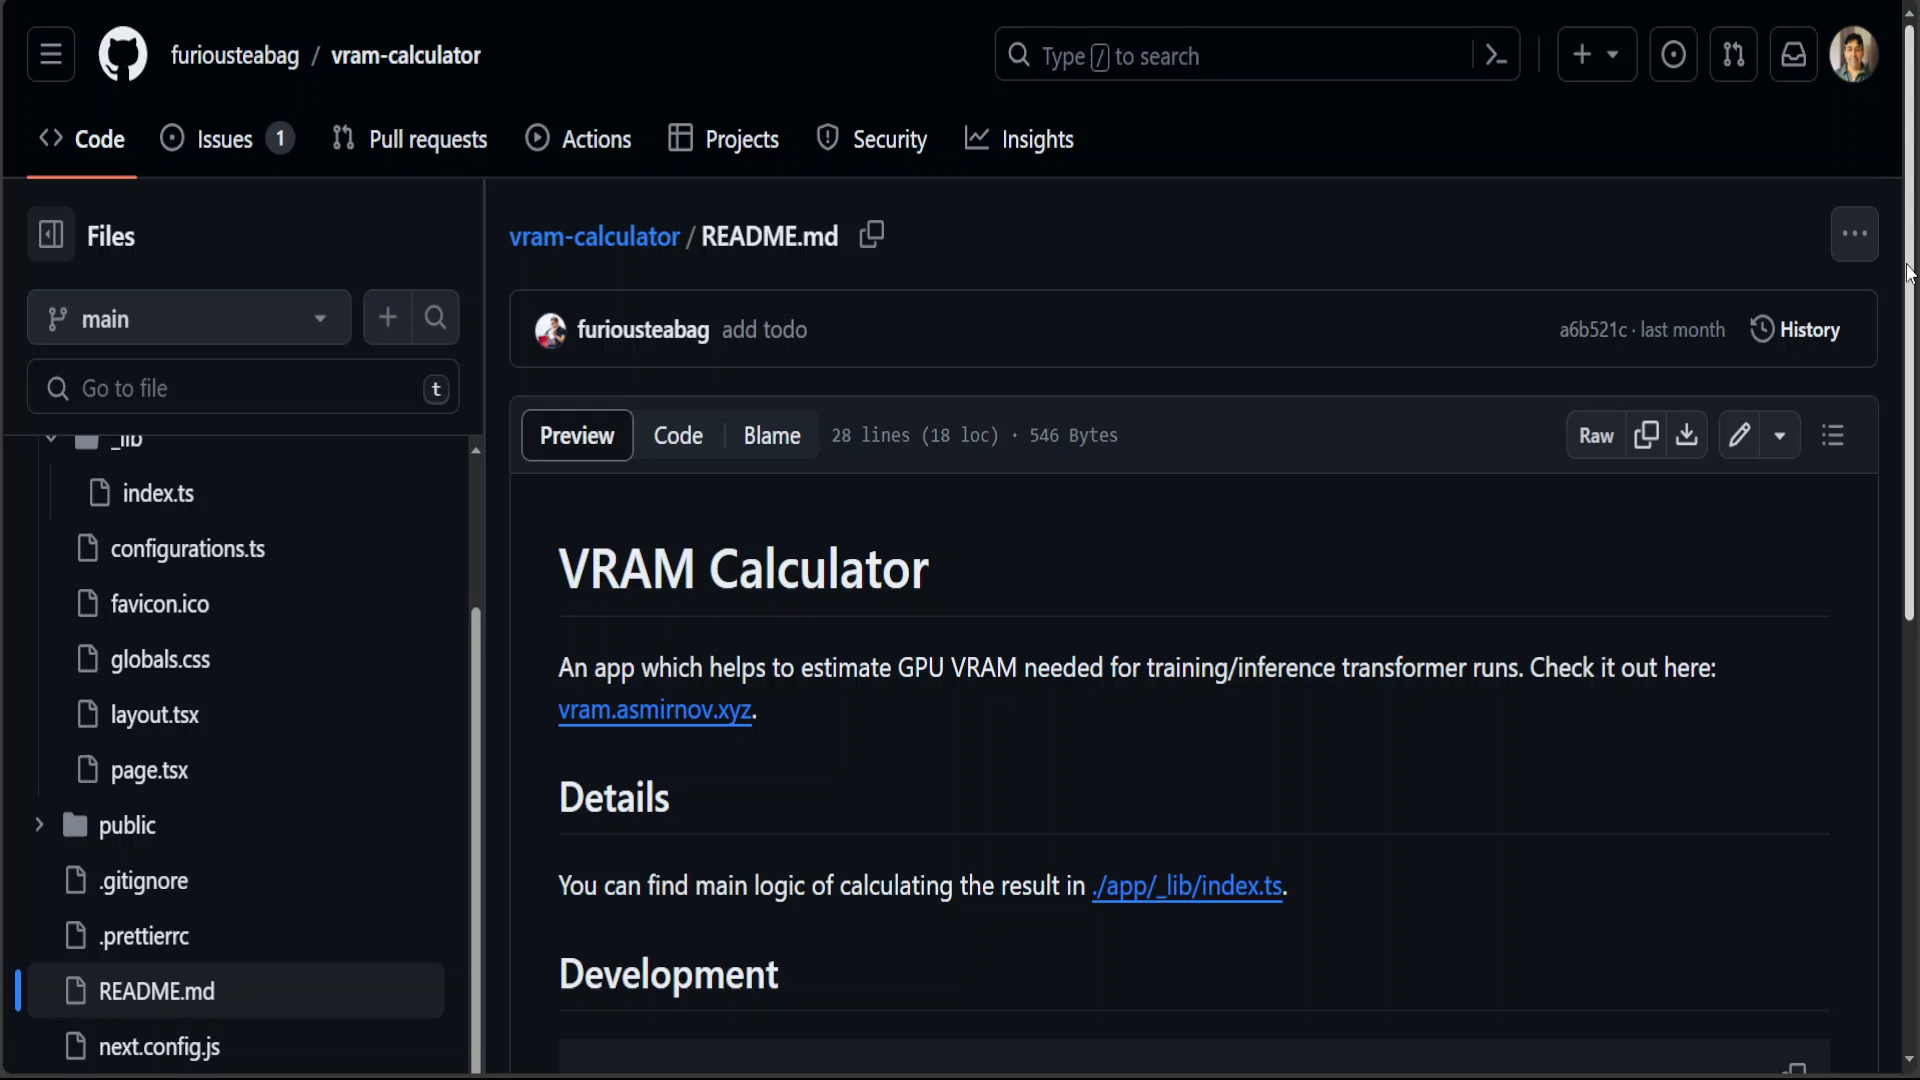 furiousteabag / vram-calculator
Type / to search
Code
Issues 1
Pull requests
Actions
Projects
Security
Insights
Files
main
Go to file
t
_lib
index.ts
configurations.ts
favicon.ico
globals.css
layout.tsx
page.tsx
public
.gitignore
.prettierrc
README.md
next.config.js
vram-calculator / README.md
furiousteabag add todo
a6b521c · last month
History
Preview
Code
Blame
28 lines (18 loc) · 546 Bytes
Raw
VRAM Calculator
An app which helps to estimate GPU VRAM needed for training/inference transformer runs. Check it out here:
vram.asmirnov.xyz.
Details
You can find main logic of calculating the result in ./app/_lib/index.ts.
Development